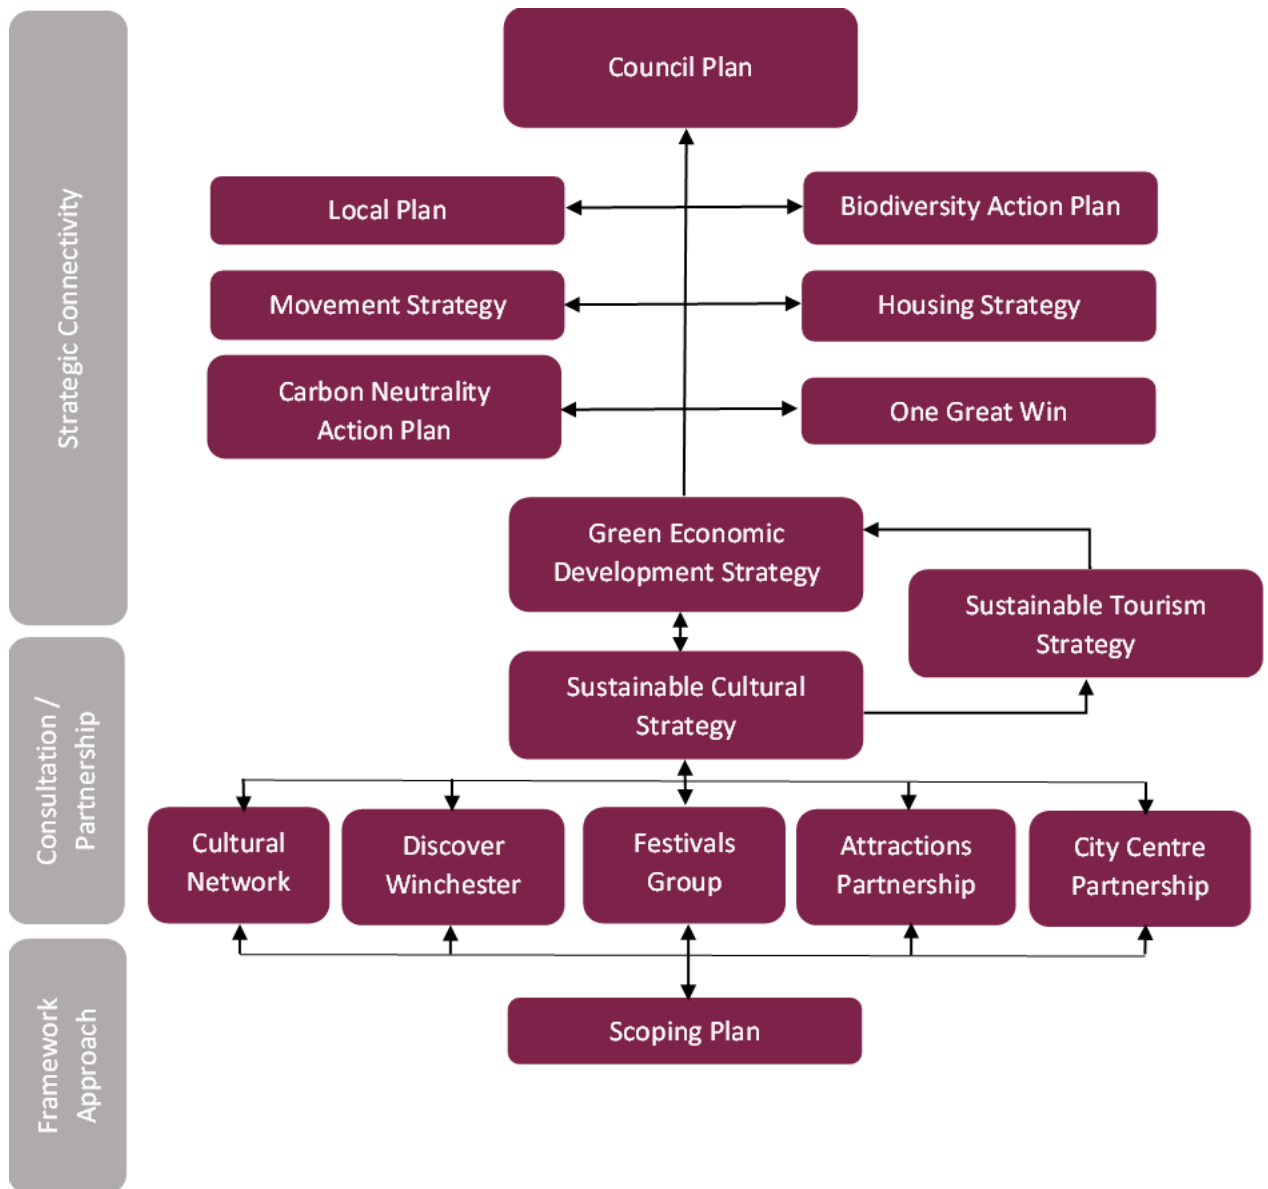 Strategic Connectivity
Council Plan
Local Plan
Biodiversity Action Plan
Movement Strategy
Housing Strategy
Carbon Neutrality
Action Plan
One Great Win
Green Economic
Development Strategy
Sustainable Tourism
Strategy
Consultation /
Partnership
Sustainable Cultural
Strategy
Cultural
Network
Discover
Winchester
Festivals
Group
Attractions
Partnership
City Centre
Partnership
Framework
Approach
Scoping Plan